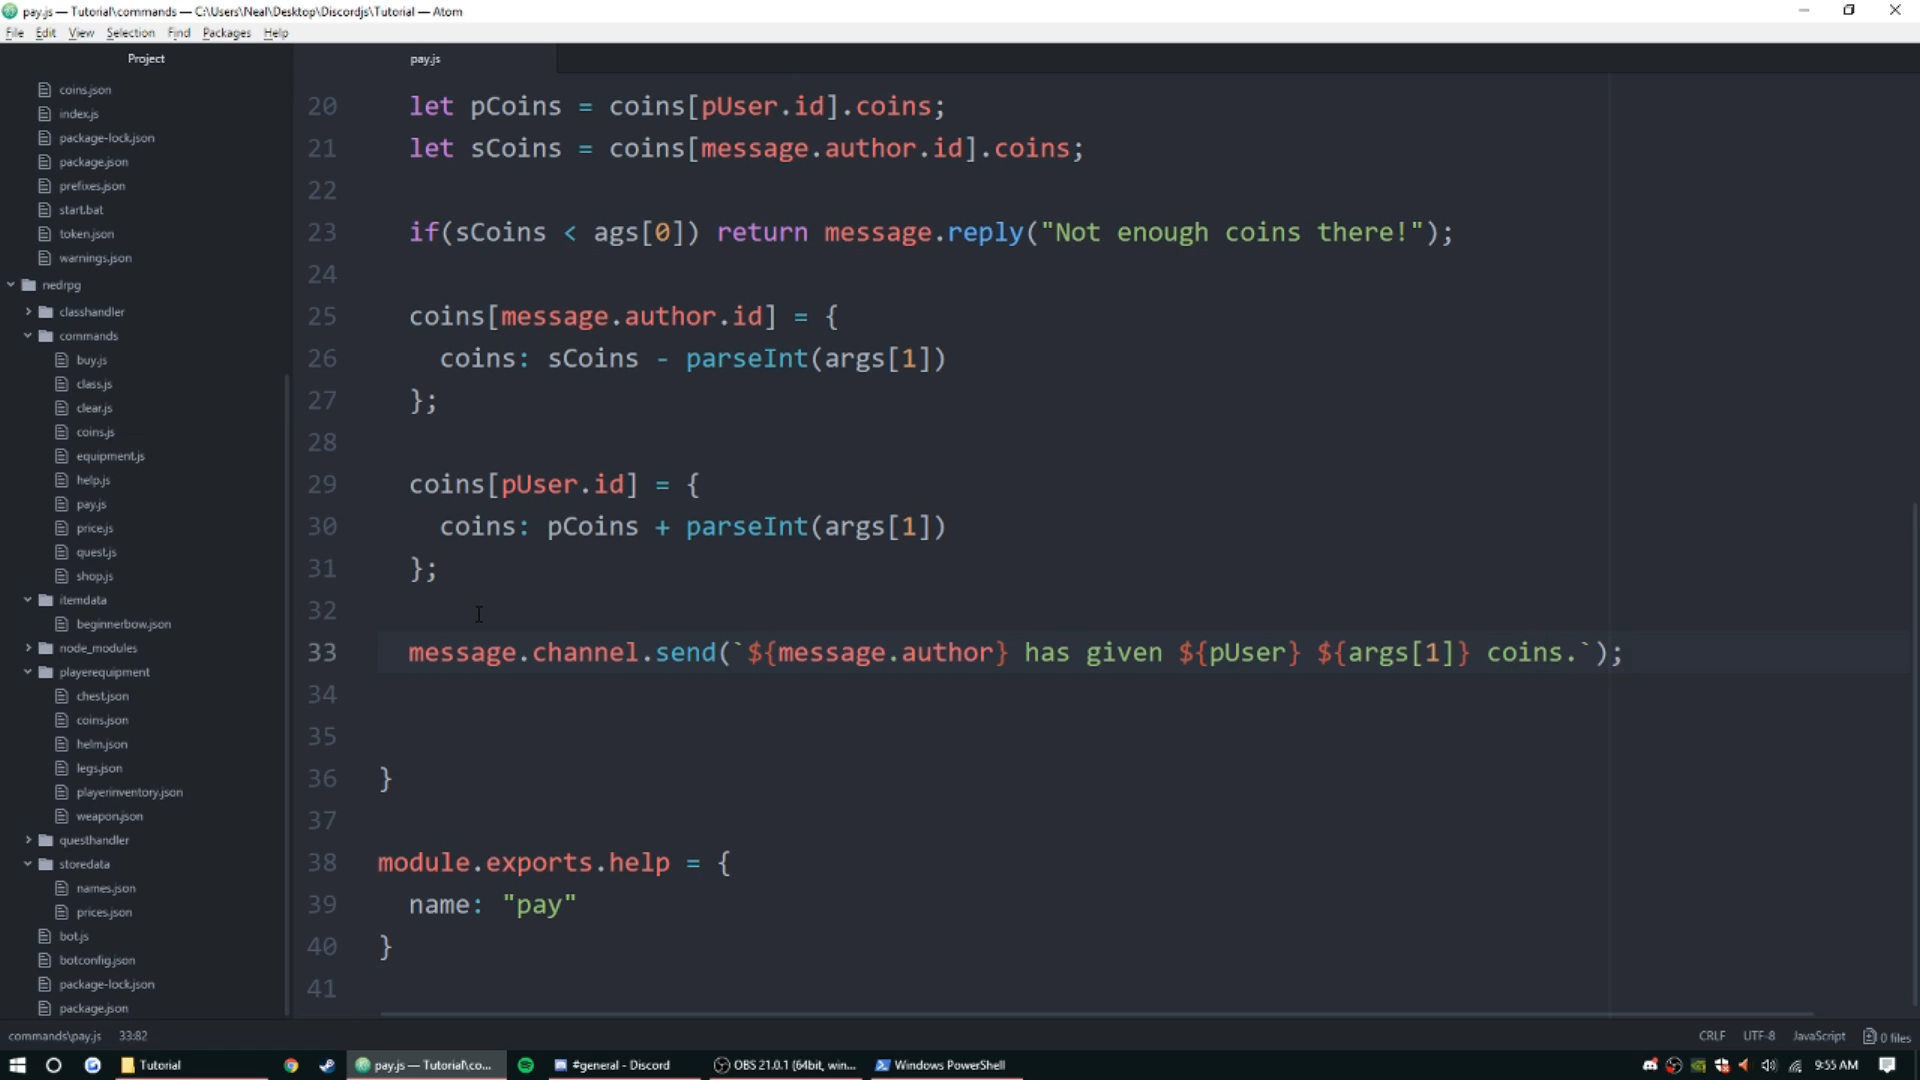 pay.js — Tutorial\commands — C:\Users\Neal\Desktop\Discordjs\Tutorial — Atom
File Edit View Selection Find Packages Help
Project
coins.json
index.js
package-lock.json
package.json
prefixes.json
start.bat
token.json
warnings.json
nedrpg
classhandler
commands
buy.js
class.js
clear.js
coins.js
equipment.js
help.js
pay.js
price.js
quest.js
shop.js
itemdata
beginnerbow.json
node_modules
playerequipment
chest.json
coins.json
helm.json
legs.json
playerinventory.json
weapon.json
questhandler
storedata
names.json
prices.json
bot.js
botconfig.json
package-lock.json
package.json
pay.js
20 let pCoins = coins[pUser.id].coins;
21 let sCoins = coins[message.author.id].coins;
22
23 if(sCoins < ags[0]) return message.reply("Not enough coins there!");
24
25 coins[message.author.id] = {
26 coins: sCoins - parseInt(args[1])
27 };
28
29 coins[pUser.id] = {
30 coins: pCoins + parseInt(args[1])
31 };
32
33 message.channel.send(`${message.author} has given ${pUser} ${args[1]} coins.`);
34
35
36 }
37
38 module.exports.help = {
39 name: "pay"
40 }
41
commands\pay.js 33:82
CRLF UTF-8 JavaScript 0 files
Tutorial
pay.js — Tutorial\co...
#general - Discord
OBS 21.0.1 (64bit, win...
Windows PowerShell
9:55 AM